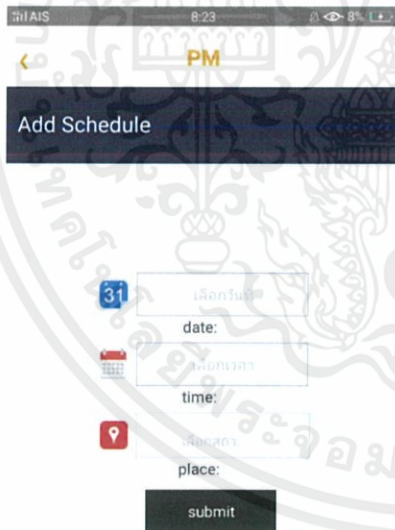 AIS 8:23 8%
PM
Add Schedule
31
เลือกวันที่
date:
เลือกเวลา
time:
place:
submit